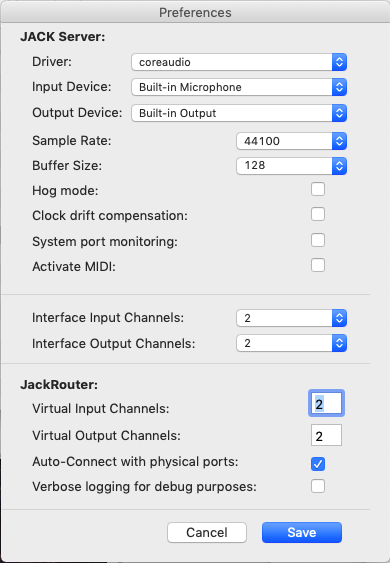 Preferences
JACK Server:
Driver: coreaudio
Input Device: Built-in Microphone
Output Device: Built-in Output
Sample Rate: 44100
Buffer Size: 128
Hog mode:
Clock drift compensation:
System port monitoring:
Activate MIDI:
Interface Input Channels: 2
Interface Output Channels: 2
JackRouter:
Virtual Input Channels: 2
Virtual Output Channels: 2
Auto-Connect with physical ports:
Verbose logging for debug purposes:
Cancel Save